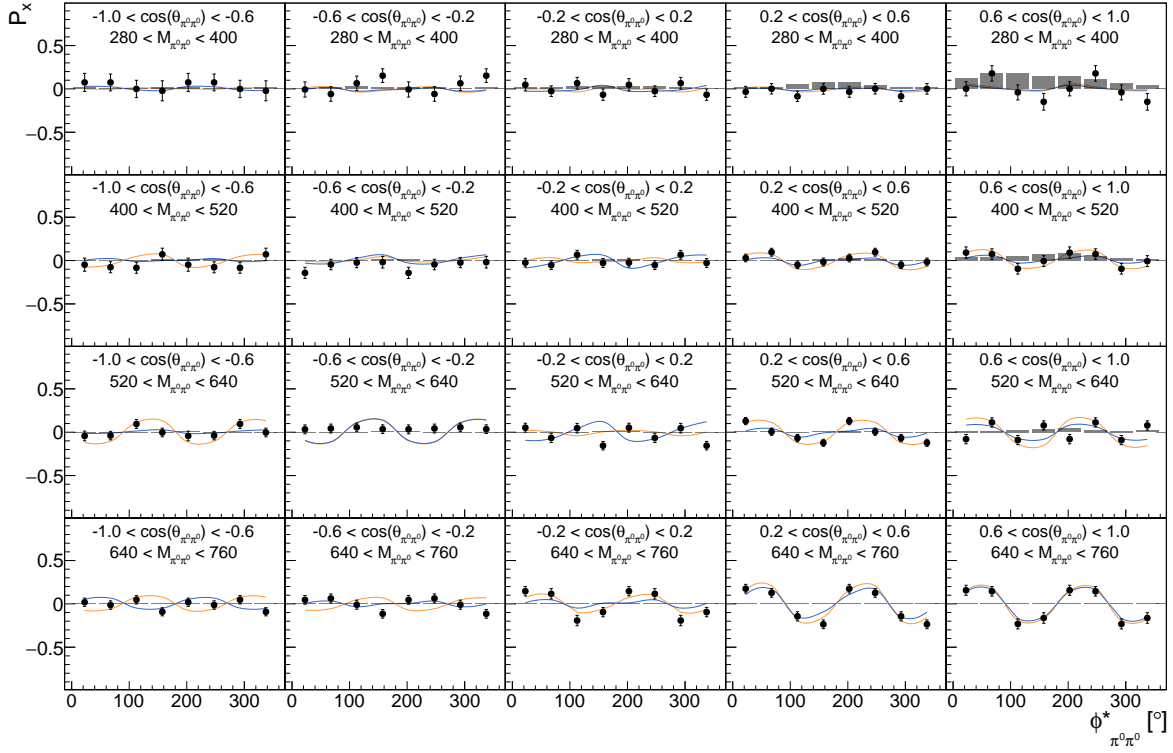 P_x
-1.0 < cos(θ_π⁰π⁰) < -0.6
280 < M_π⁰π⁰ < 400
-0.6 < cos(θ_π⁰π⁰) < -0.2
280 < M_π⁰π⁰ < 400
-0.2 < cos(θ_π⁰π⁰) < 0.2
280 < M_π⁰π⁰ < 400
0.2 < cos(θ_π⁰π⁰) < 0.6
280 < M_π⁰π⁰ < 400
0.6 < cos(θ_π⁰π⁰) < 1.0
280 < M_π⁰π⁰ < 400
0.5
0
−0.5
-1.0 < cos(θ_π⁰π⁰) < -0.6
400 < M_π⁰π⁰ < 520
-0.6 < cos(θ_π⁰π⁰) < -0.2
400 < M_π⁰π⁰ < 520
-0.2 < cos(θ_π⁰π⁰) < 0.2
400 < M_π⁰π⁰ < 520
0.2 < cos(θ_π⁰π⁰) < 0.6
400 < M_π⁰π⁰ < 520
0.6 < cos(θ_π⁰π⁰) < 1.0
400 < M_π⁰π⁰ < 520
0.5
0
−0.5
-1.0 < cos(θ_π⁰π⁰) < -0.6
520 < M_π⁰π⁰ < 640
-0.6 < cos(θ_π⁰π⁰) < -0.2
520 < M_π⁰π⁰ < 640
-0.2 < cos(θ_π⁰π⁰) < 0.2
520 < M_π⁰π⁰ < 640
0.2 < cos(θ_π⁰π⁰) < 0.6
520 < M_π⁰π⁰ < 640
0.6 < cos(θ_π⁰π⁰) < 1.0
520 < M_π⁰π⁰ < 640
0.5
0
−0.5
-1.0 < cos(θ_π⁰π⁰) < -0.6
640 < M_π⁰π⁰ < 760
-0.6 < cos(θ_π⁰π⁰) < -0.2
640 < M_π⁰π⁰ < 760
-0.2 < cos(θ_π⁰π⁰) < 0.2
640 < M_π⁰π⁰ < 760
0.2 < cos(θ_π⁰π⁰) < 0.6
640 < M_π⁰π⁰ < 760
0.6 < cos(θ_π⁰π⁰) < 1.0
640 < M_π⁰π⁰ < 760
0.5
0
−0.5
0 100 200 300 0 100 200 300 0 100 200 300 0 100 200 300 0 100 200 300
ϕ*_π⁰π⁰ [°]